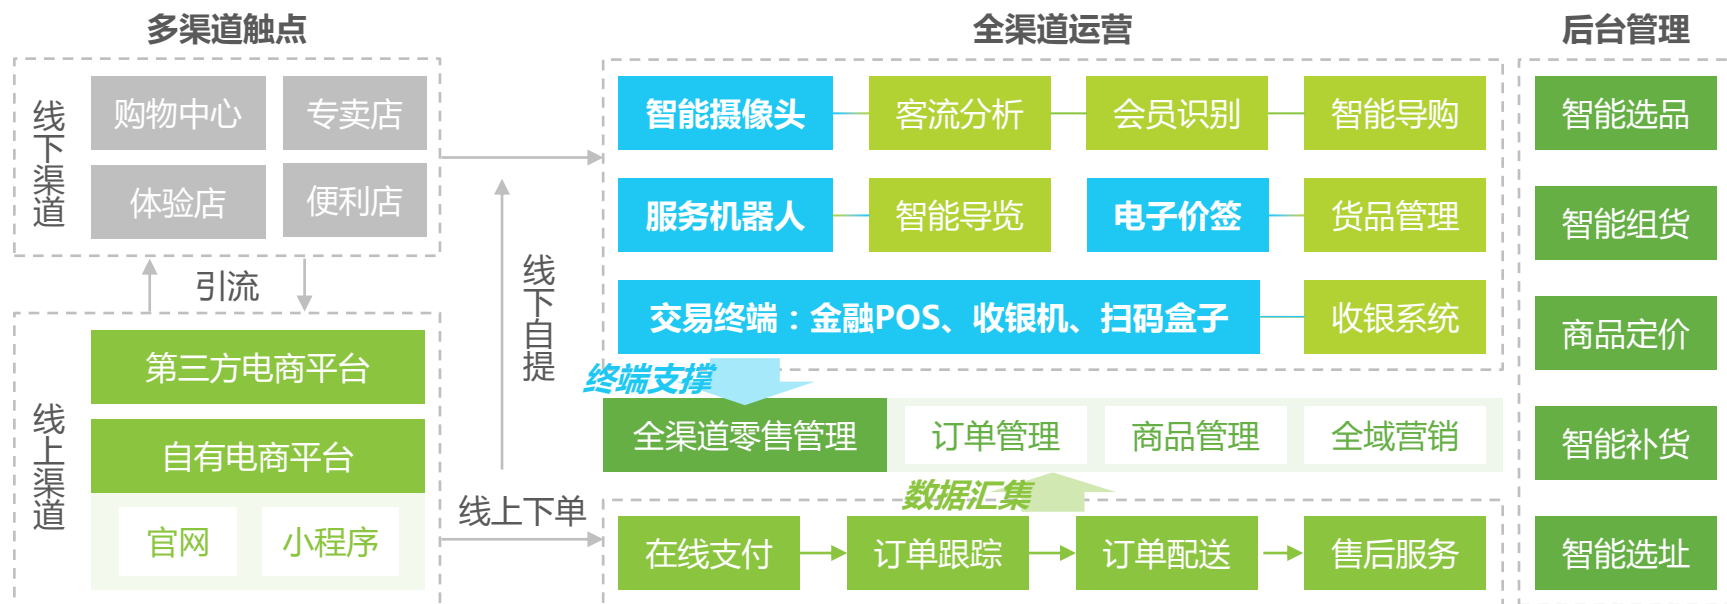 多渠道触点
全渠道运营
后台管理
线下渠道
购物中心
专卖店
体验店
便利店
引流
线上渠道
第三方电商平台
自有电商平台
官网
小程序
线下自提
线上下单
智能摄像头
客流分析
会员识别
智能导购
服务机器人
智能导览
电子价签
货品管理
交易终端：金融POS、收银机、扫码盒子
收银系统
终端支撑
全渠道零售管理
订单管理
商品管理
全域营销
数据汇集
在线支付
订单跟踪
订单配送
售后服务
智能选品
智能组货
商品定价
智能补货
智能选址